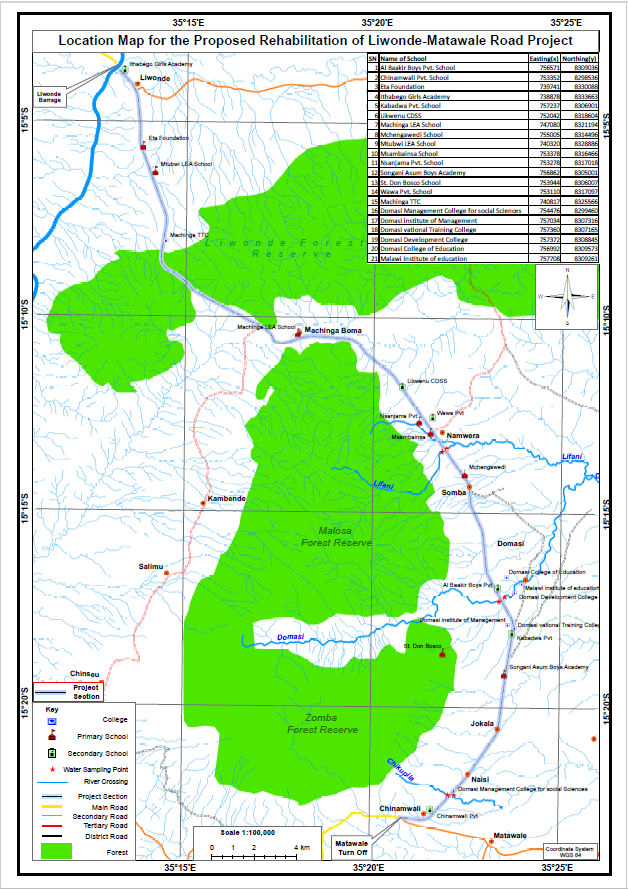 35°15'E 35°20'E 35°25'E
Location Map for the Proposed Rehabilitation of Liwonde-Matawale Road Project
SN Name of School Easting(x) Northing(y)
1 Al Baakir Boys Pvt. School 756571 8309036
2 Chinamwali Pvt. School 753352 8298536
3 Eta Foundation 739741 8330088
4 Ithabego Girls Academy 738878 8333663
5 Kabadwa Pvt. School 757237 8306901
6 Likwenu CDSS 752042 8318604
7 Machinga LEA School 747080 8321194
8 Mchengawedi School 755005 8314496
9 Mtubwi LEA School 740320 8328886
10 Msambainsa School 753378 8316466
11 Nsanjama Pvt. School 753278 8317018
12 Songani Asum Boys Academy 756862 8305001
13 St. Don Bosco School 753944 8306007
14 Wawa Pvt. School 753110 8317097
15 Machinga TTC 740817 8325566
16 Domasi Management College for social Sciences 754476 8299460
17 Domasi institute of Management 757034 8307316
18 Domasi vational Training College 757360 8307165
19 Domasi Development College 757372 8308845
20 Domasi College of Education 756992 8309573
21 Malawi Institute of education 757708 8309261
Ithabego Girls Academy
Liwonde
Liwonde
Barrage
15°5'S
15°5'S
Eta Foundation
Mtubwi LEA School
Machinga TTC
Liwonde Forest
Reserve
N
W E
S
15°10'S
15°10'S
Machinga LEA School
Machinga Boma
Likwenu CDSS
Wawa Pvt
Nsanjama Pvt
Msambainsa
Namwera
Lifani
Mchengawedi
Lifani
Somba
Kambende
15°15'S
15°15'S
Malosa
Forest Reserve
Domasi
Salimu
Domasi College of Education
Al Baakir Boys Pvt
Malawi institute of education
Domasi Development College
Domasi institute of Management
Domasi vational Training College
Kabadwa Pvt
Domasi
St. Don Bosco
Songani Asum Boys Academy
Chinseu
Project
Section
15°20'S
15°20'S
Zomba
Forest Reserve
Jokala
Key
College
Primary School
Secondary School
Water Sampling Point
River Crossing
Project Section
Main Road
Secondary Road
Tertiary Road
District Road
Forest
Chikupila
Naisi
Domasi Management College for social sciences
Chinamwali
Chinamwali Pvt
Scale 1:100,000
0 1 2 4 km
Matawale
Turn Off
Matawale
Coordinate System
WGS 84
35°15'E 35°20'E 35°25'E